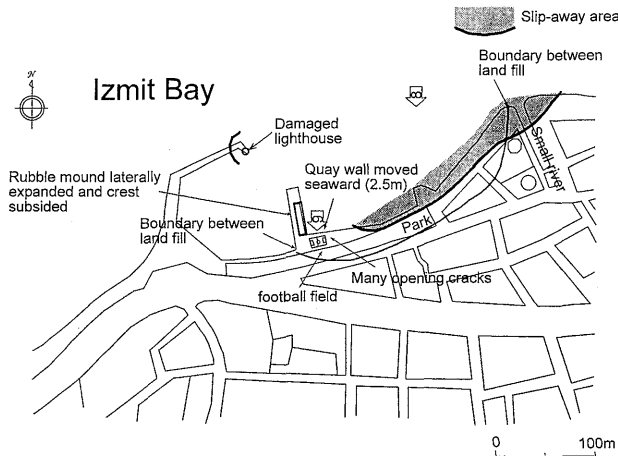 Slip-away area
Boundary between
land fill
N
Izmit Bay
Damaged
lighthouse
Small river
Rubble mound laterally
expanded and crest
subsided
Quay wall moved
seaward (2.5m)
Boundary between
land fill
Park
Many opening cracks
football field
0 100m